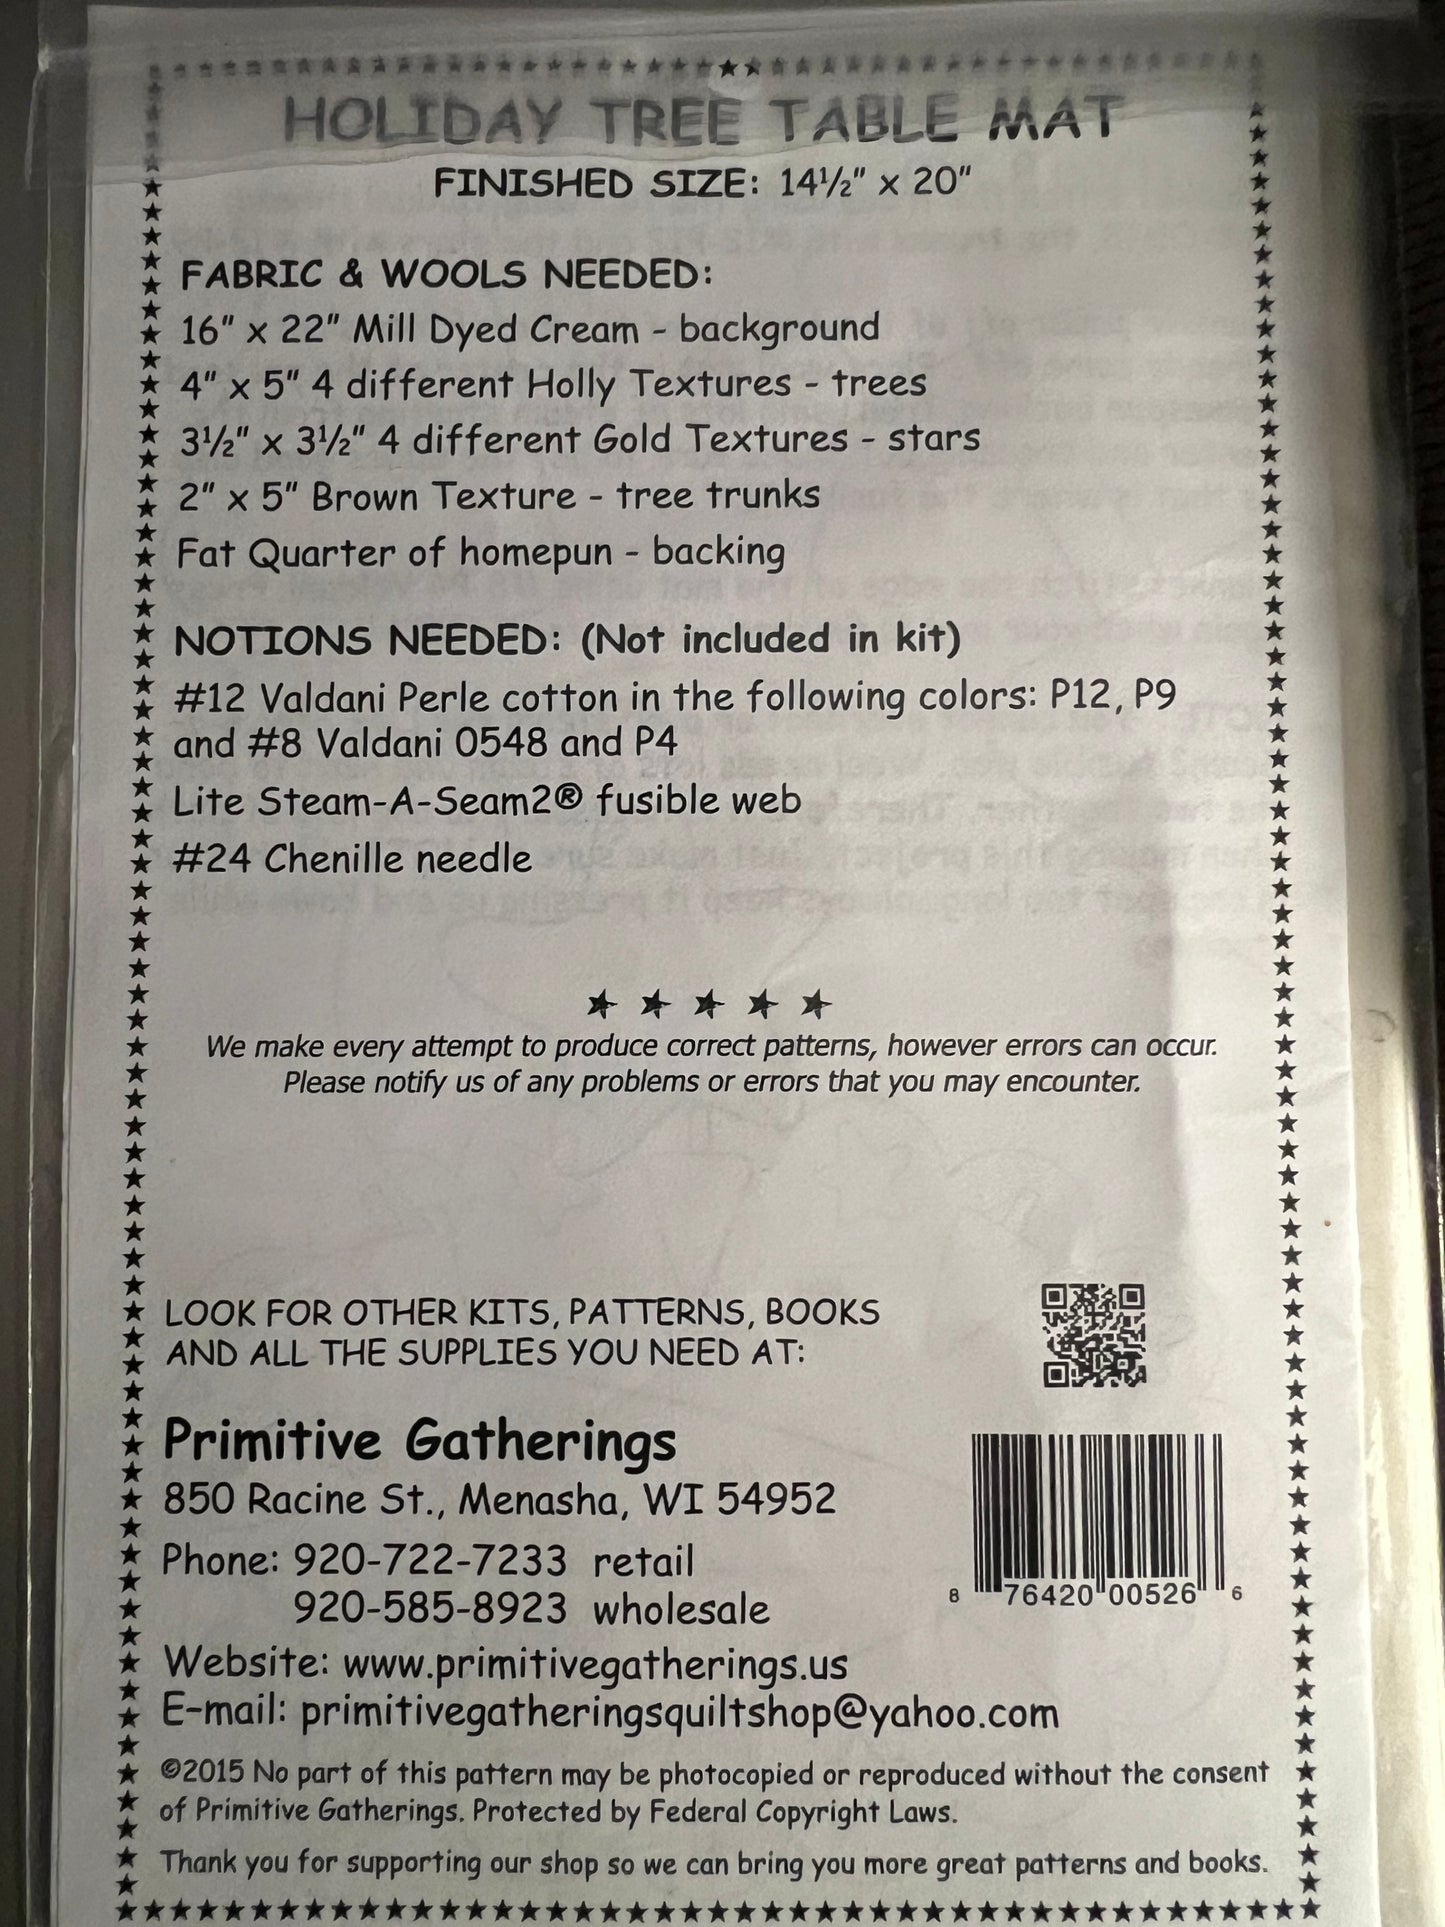 HOLIDAY TREE TABLE MAT
FINISHED SIZE: 14½" x 20"
FABRIC & WOOLS NEEDED:
16" x 22" Mill Dyed Cream - background
4" x 5" 4 different Holly Textures - trees
3½" x 3½" 4 different Gold Textures - stars
2" x 5" Brown Texture - tree trunks
Fat Quarter of homepun - backing
NOTIONS NEEDED: (Not included in kit)
#12 Valdani Perle cotton in the following colors: P12, P9
and #8 Valdani O548 and P4
Lite Steam-A-Seam2® fusible web
#24 Chenille needle
We make every attempt to produce correct patterns, however errors can occur.
Please notify us of any problems or errors that you may encounter.
LOOK FOR OTHER KITS, PATTERNS, BOOKS
AND ALL THE SUPPLIES YOU NEED AT:
Primitive Gatherings
850 Racine St., Menasha, WI 54952
Phone: 920-722-7233 retail
920-585-8923 wholesale
8 76420 00526 6
Website: www.primitivegatherings.us
E-mail: primitivegatheringsquiltshop@yahoo.com
©2015 No part of this pattern may be photocopied or reproduced without the consent
of Primitive Gatherings. Protected by Federal Copyright Laws.
Thank you for supporting our shop so we can bring you more great patterns and books.